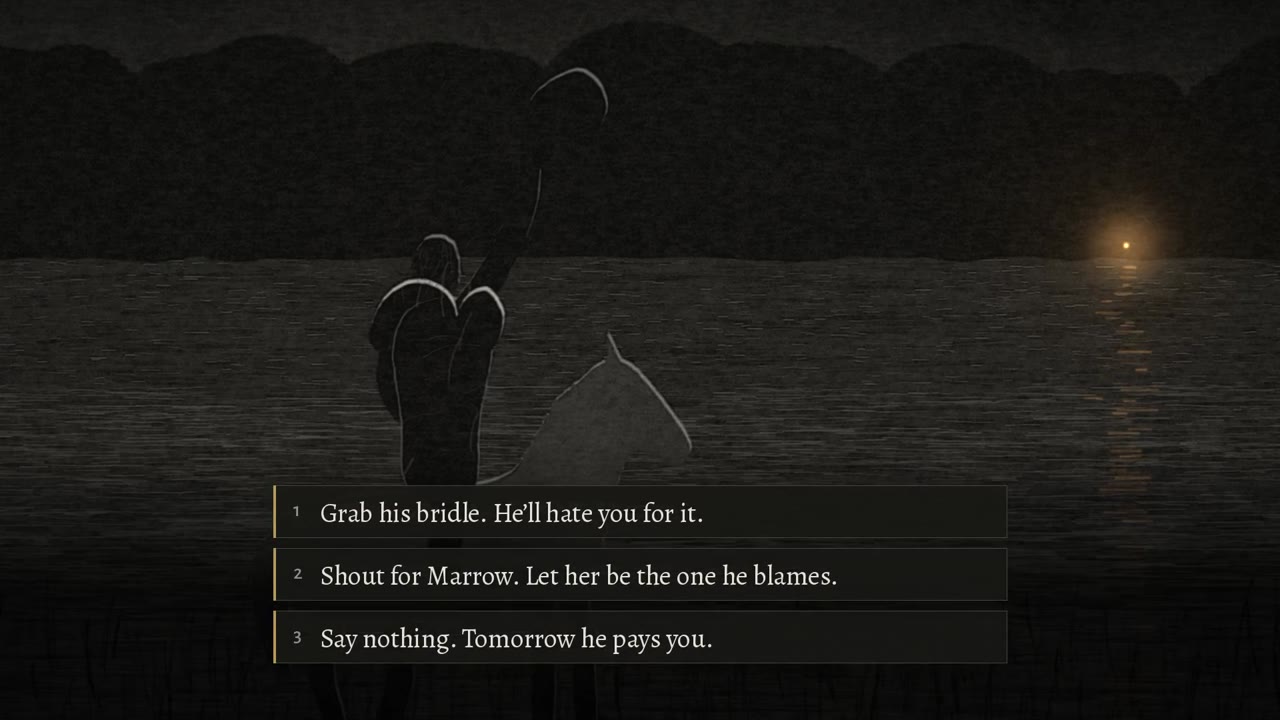 1 Grab his bridle. He’ll hate you for it.
2 Shout for Marrow. Let her be the one he blames.
3 Say nothing. Tomorrow he pays you.